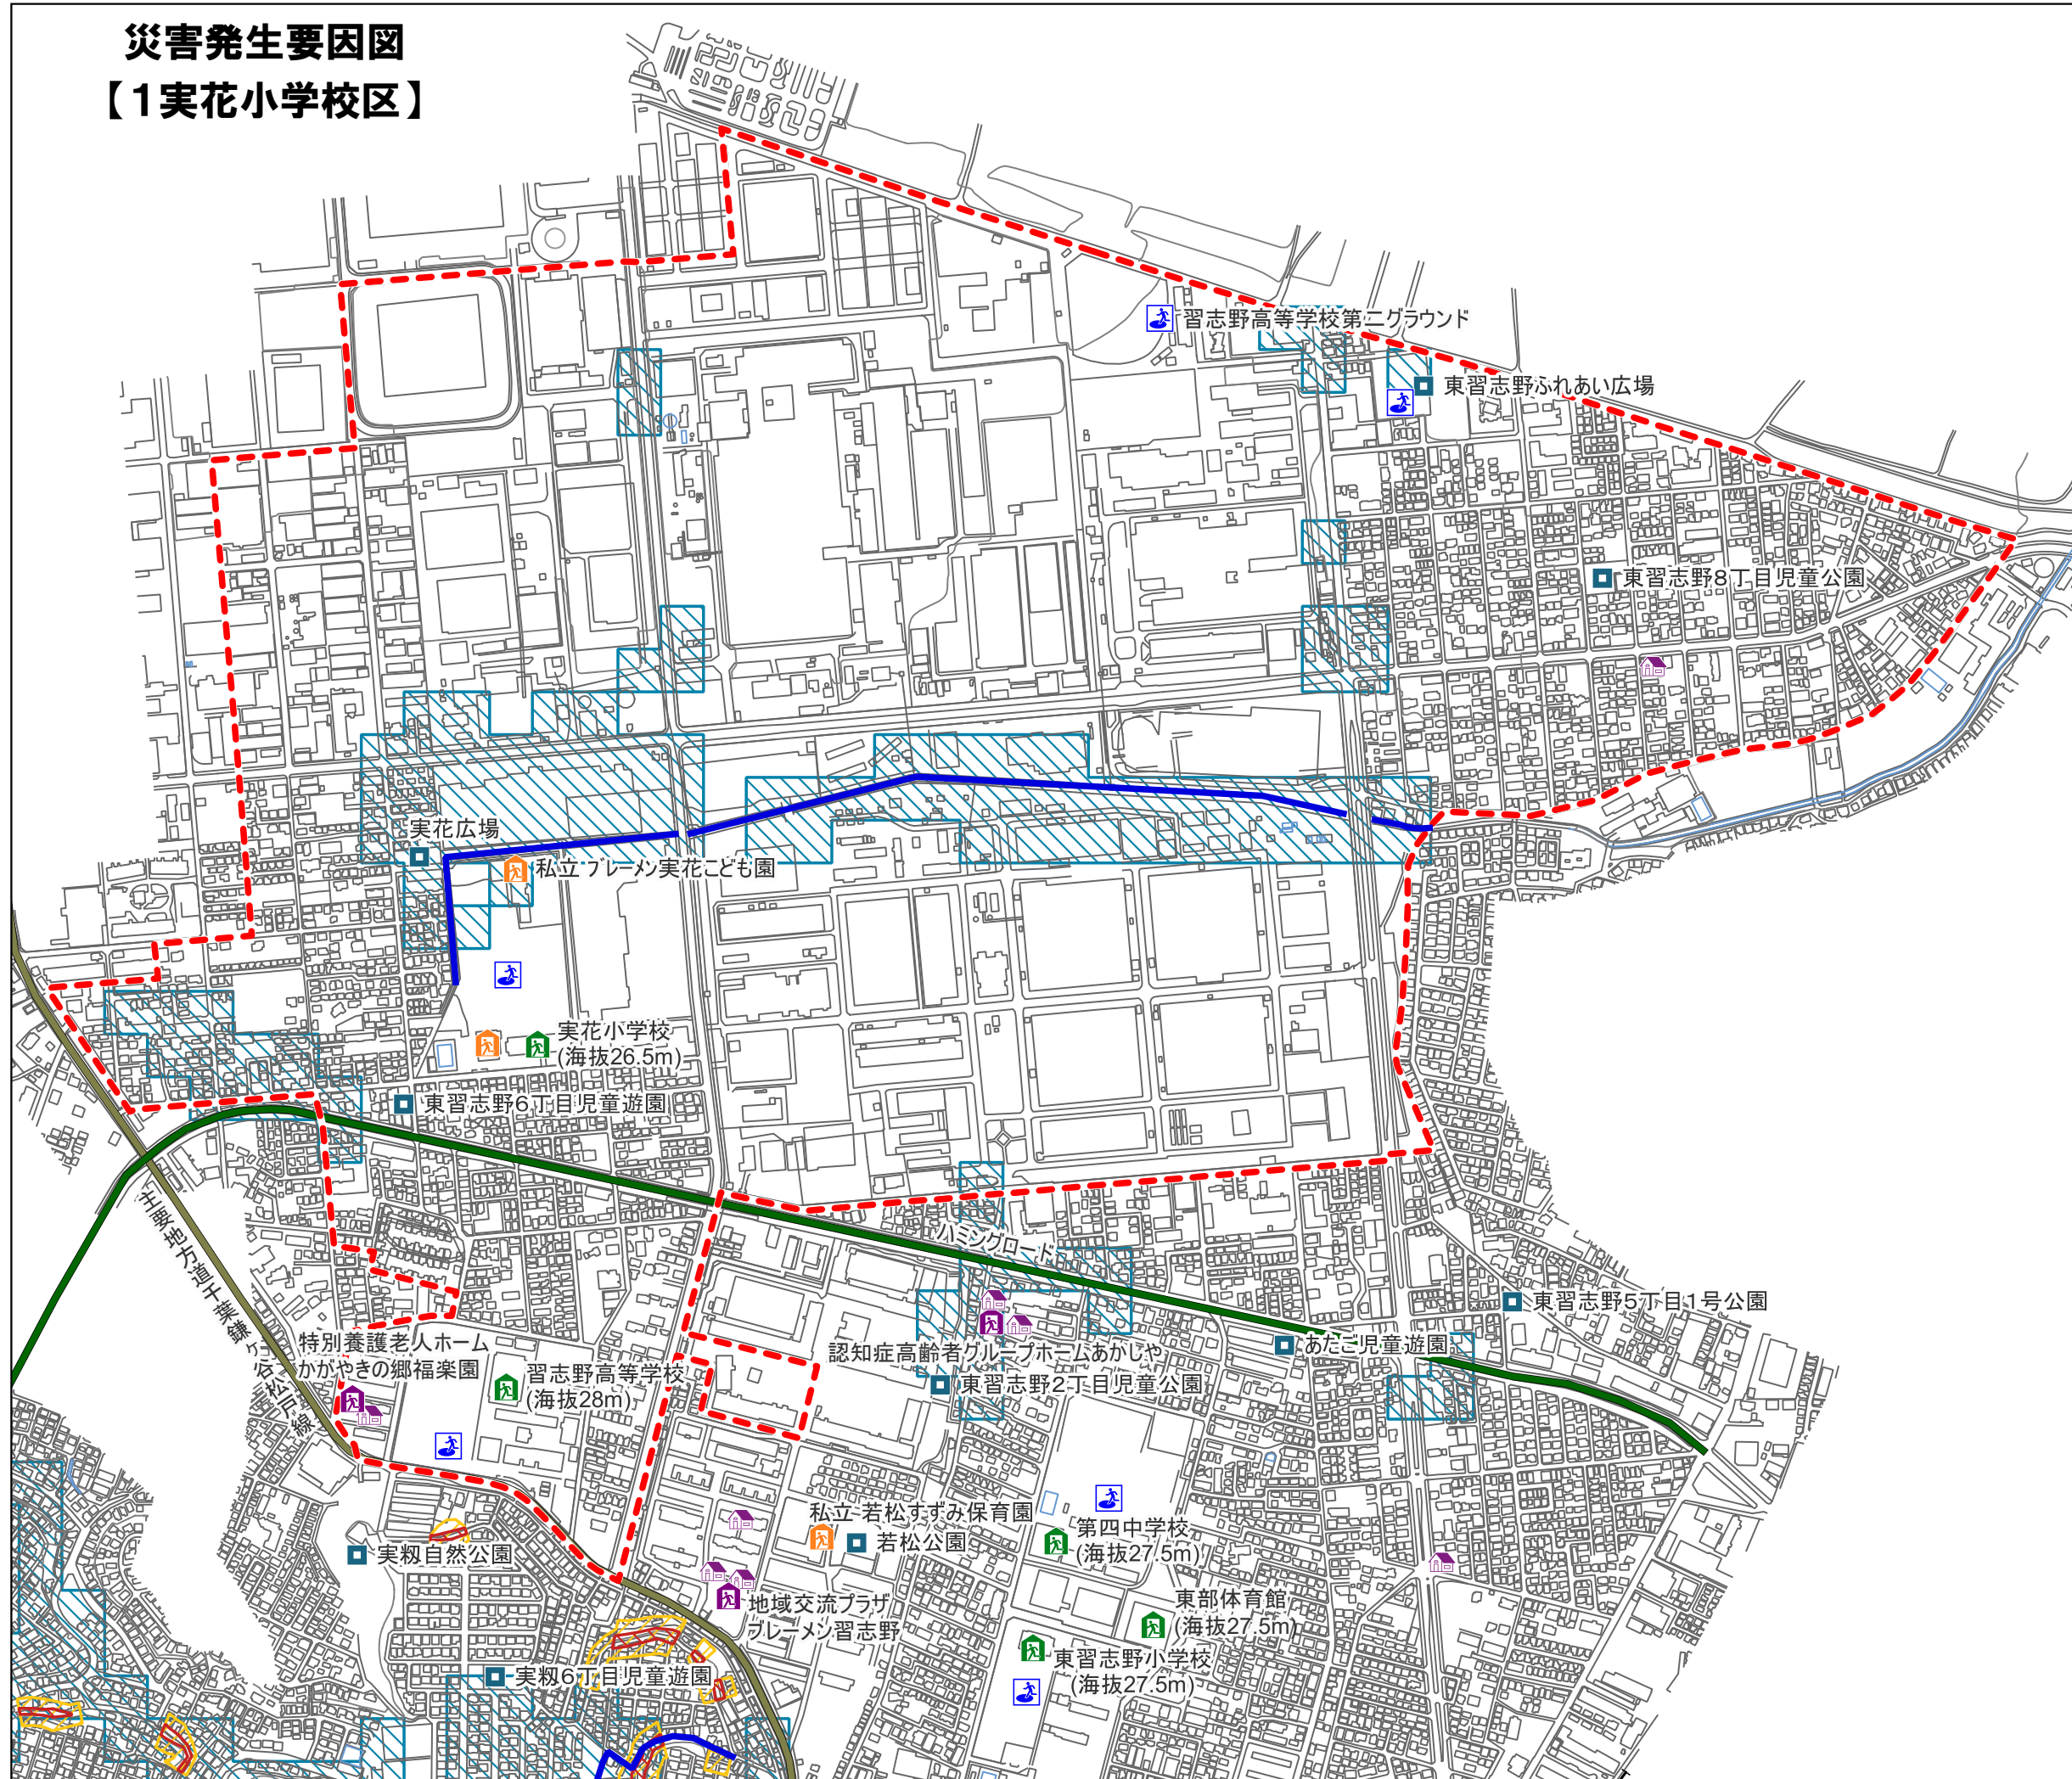 災害発生要因図
【1実花小学校区】
習志野高等学校第二グラウンド
東習志野ふれあい広場
東習志野8丁目児童公園
実花広場
私立ブレーメン実花こども園
実花小学校
(海抜26.5m)
東習志野6丁目児童遊園
主要地方道千葉鎌ケ谷松戸線
ハミングロード
東習志野5丁目1号公園
あたご児童遊園
特別養護老人ホーム
かがやきの郷福楽園
認知症高齢者グループホームあかしや
習志野高等学校
(海抜28m)
東習志野2丁目児童公園
私立 若松すずみ保育園
若松公園
第四中学校
(海抜27.5m)
実籾自然公園
地域交流プラザ
ブレーメン習志野
東部体育館
(海抜27.5m)
東習志野小学校
(海抜27.5m)
実籾6丁目児童遊園